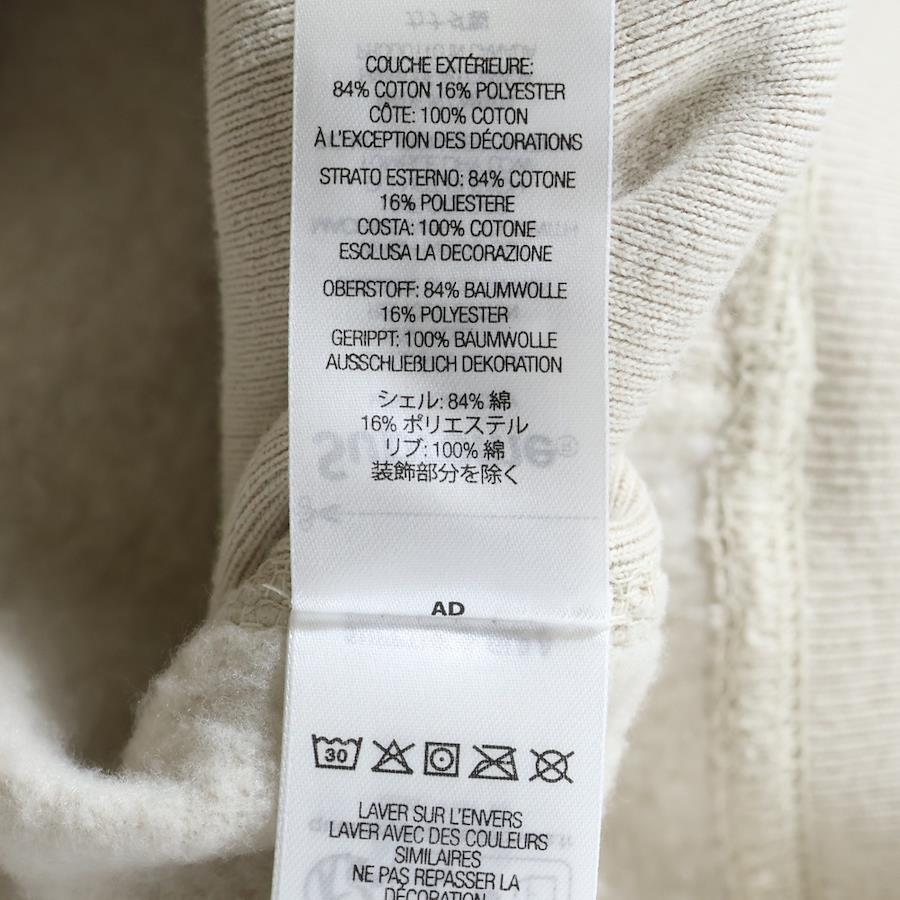 COUCHE EXTÉRIEURE:
84% COTON 16% POLYESTER
CÔTE: 100% COTON
À L'EXCEPTION DES DÉCORATIONS
STRATO ESTERNO: 84% COTONE
16% POLIESTERE
COSTA: 100% COTONE
ESCLUSA LA DECORAZIONE
OBERSTOFF: 84% BAUMWOLLE
16% POLYESTER
GERIPPT: 100% BAUMWOLLE
AUSSCHLIEßLICH DEKORATION
シェル: 84% 綿
16% ポリエステル
リブ: 100% 綿
装飾部分を除く
AD
30
LAVER SUR L'ENVERS
LAVER AVEC DES COULEURS
SIMILAIRES
NE PAS REPASSER LA
DÉCORATION